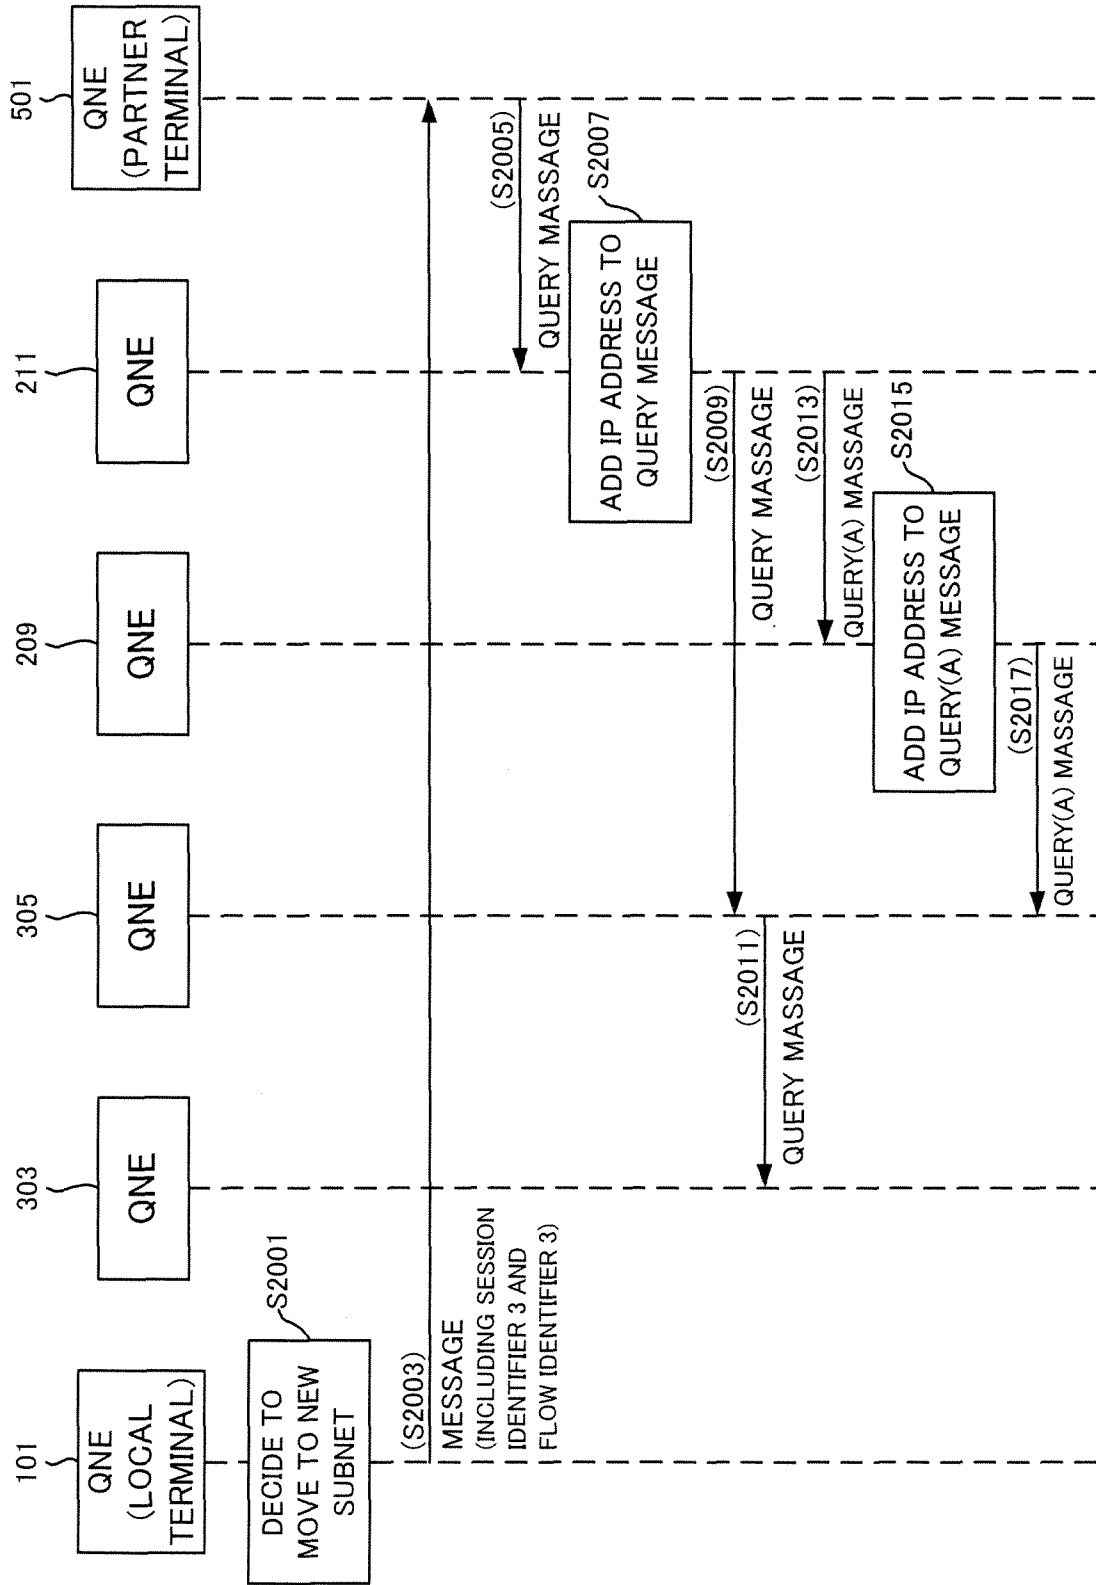 101
QNE
(LOCAL
TERMINAL)
303
QNE
305
QNE
209
QNE
211
QNE
501
QNE
(PARTNER
TERMINAL)
DECIDE TO
MOVE TO NEW
SUBNET
S2001
(S2003)
MESSAGE
(INCLUDING SESSION
IDENTIFIER 3 AND
FLOW IDENTIFIER 3)
(S2005)
QUERY MASSAGE
S2007
ADD IP ADDRESS TO
QUERY MESSAGE
(S2009)
QUERY MASSAGE
(S2011)
QUERY MASSAGE
(S2013)
QUERY(A) MASSAGE
S2015
ADD IP ADDRESS TO
QUERY(A) MESSAGE
(S2017)
QUERY(A) MASSAGE